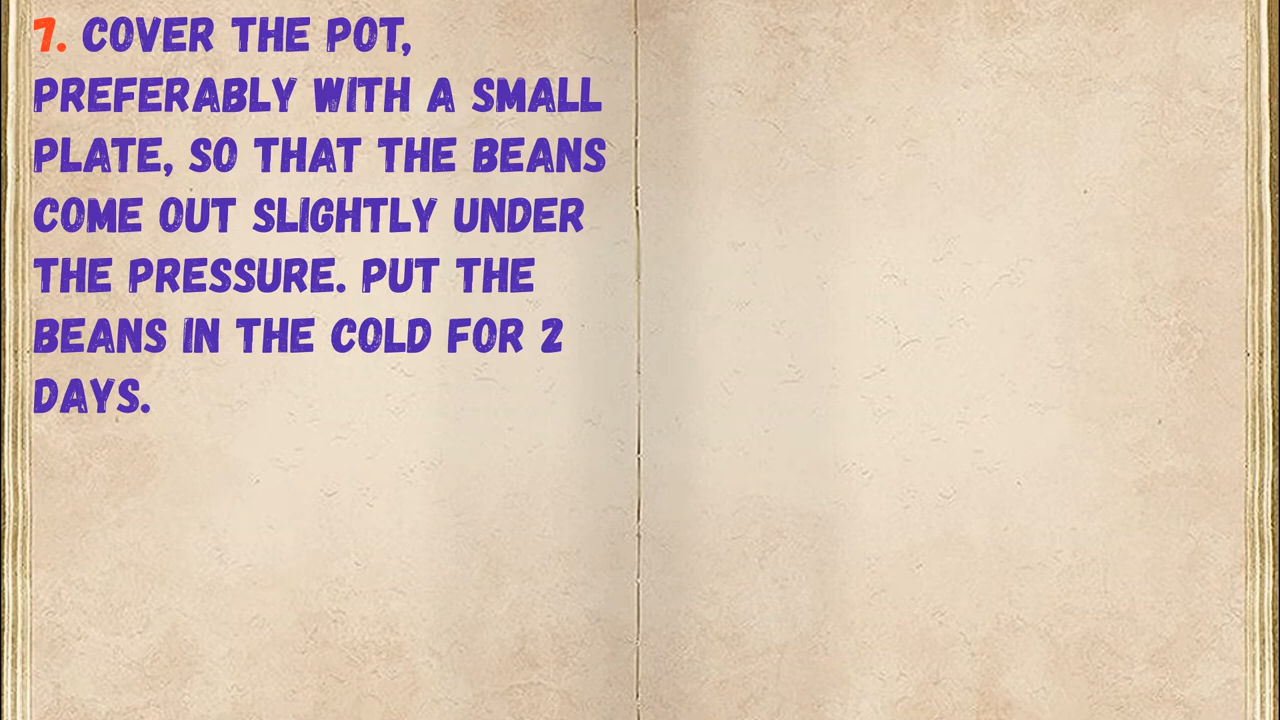 7. COVER THE POT,
PREFERABLY WITH A SMALL
PLATE, SO THAT THE BEANS
COME OUT SLIGHTLY UNDER
THE PRESSURE. PUT THE
BEANS IN THE COLD FOR 2
DAYS.